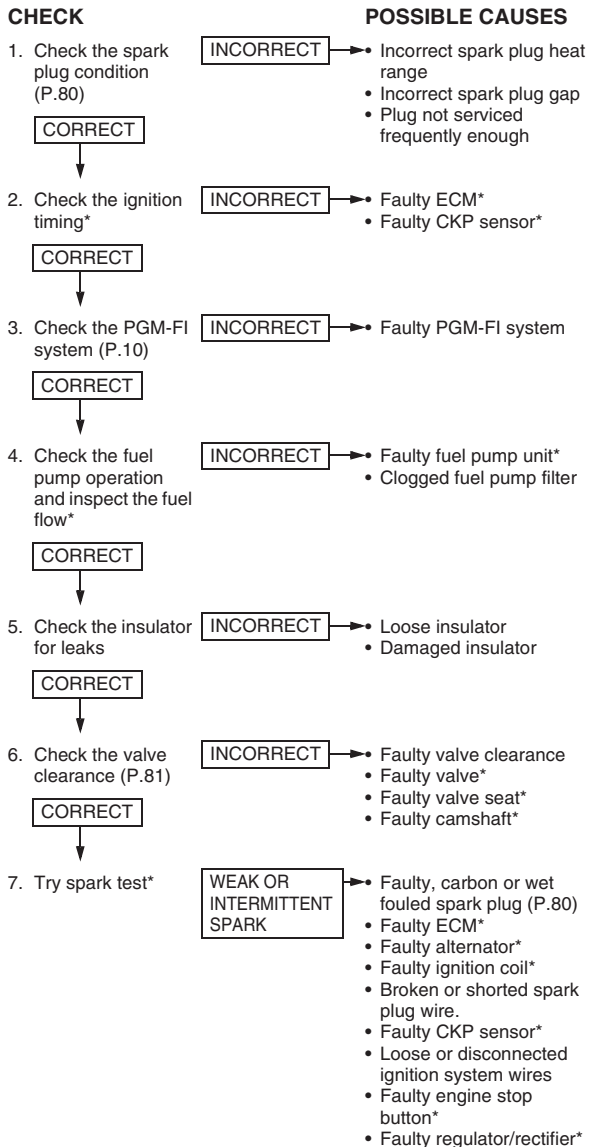 CHECK
POSSIBLE CAUSES
1. Check the spark
plug condition
(P.80)
INCORRECT
• Incorrect spark plug heat
range
• Incorrect spark plug gap
• Plug not serviced
frequently enough
CORRECT
2. Check the ignition
timing*
INCORRECT
• Faulty ECM*
• Faulty CKP sensor*
CORRECT
3. Check the PGM-FI
system (P.10)
INCORRECT
• Faulty PGM-FI system
CORRECT
4. Check the fuel
pump operation
and inspect the fuel
flow*
INCORRECT
• Faulty fuel pump unit*
• Clogged fuel pump filter
CORRECT
5. Check the insulator
for leaks
INCORRECT
• Loose insulator
• Damaged insulator
CORRECT
6. Check the valve
clearance (P.81)
INCORRECT
• Faulty valve clearance
• Faulty valve*
• Faulty valve seat*
• Faulty camshaft*
CORRECT
7. Try spark test*
WEAK OR
INTERMITTENT
SPARK
• Faulty, carbon or wet
fouled spark plug (P.80)
• Faulty ECM*
• Faulty alternator*
• Faulty ignition coil*
• Broken or shorted spark
plug wire.
• Faulty CKP sensor*
• Loose or disconnected
ignition system wires
• Faulty engine stop
button*
• Faulty regulator/rectifier*